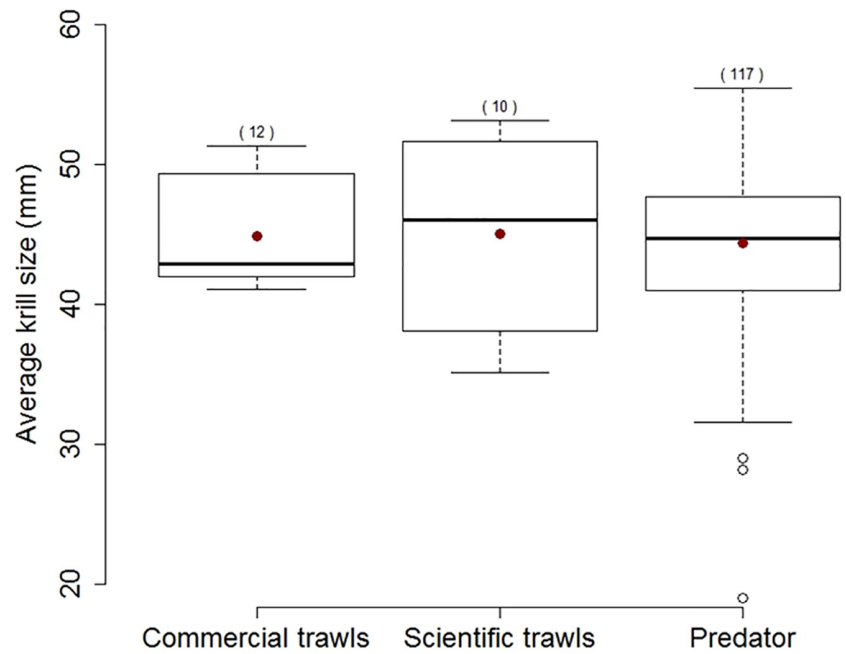 60
50
40
30
20
Average krill size (mm)
( 12 )
( 10 )
( 117 )
Commercial trawls
Scientific trawls
Predator